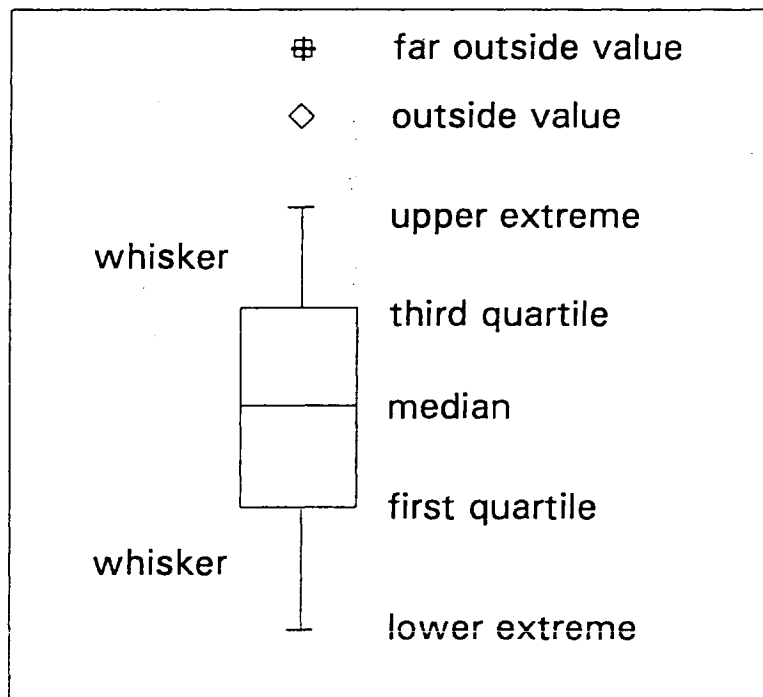 far outside value
outside value
upper extreme
whisker
third quartile
median
first quartile
whisker
lower extreme